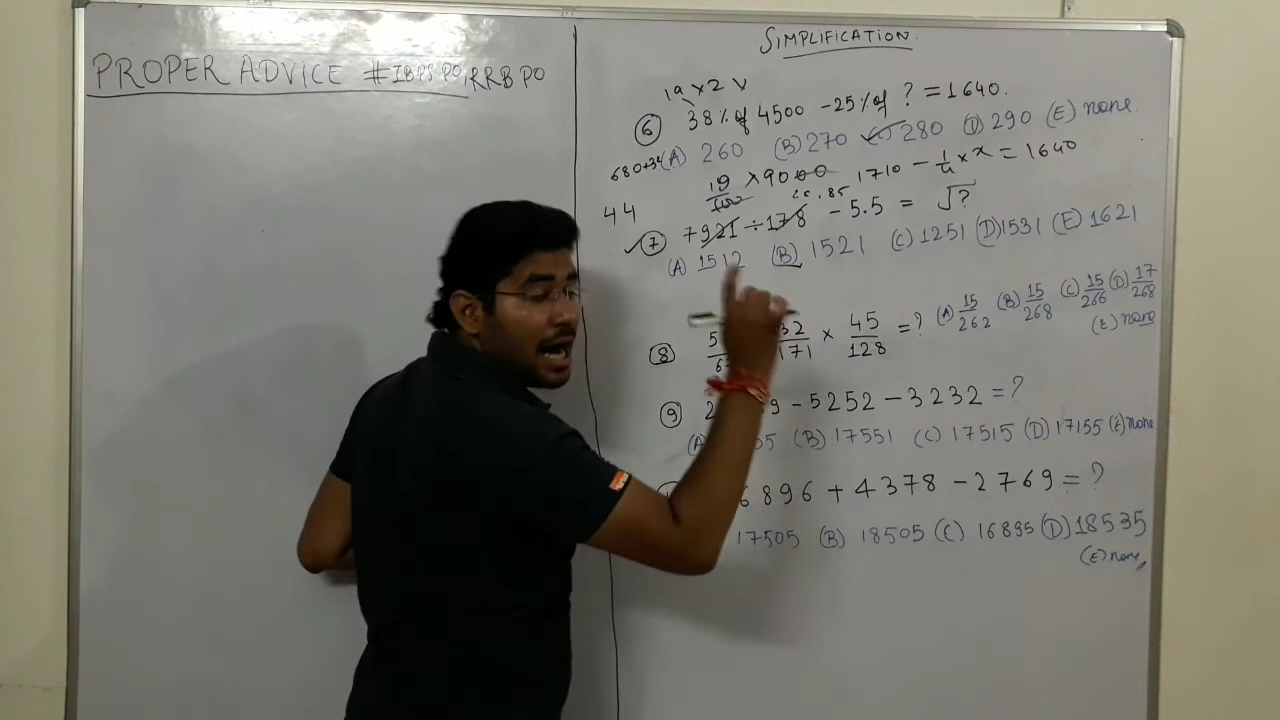 PROPER ADVICE #IBPS PO, RRB PO
SIMPLIFICATION
19 × 2
⑥ 38% of 4500 - 25% of ? = 1640.
(A) 260 (B) 270 280 (D) 290 (E) none
680+34
19/100 × 9000 1710 - 1/4 × x = 1640
44
⑦ 7921 ÷ 178 - 5.5 = √?
(A) 1512 (B) 1521 (C) 1251 (D) 1531 (E) 1621
⑧ 171 × 45/128 = ? (A) 15/262 (B) 15/268 (C) 15/266 (D) 17/268
(E) none
⑨ 9 - 5252 - 3232 = ?
(B) 17551 (C) 17515 (D) 17155 (E) none
6896 + 4378 - 2769 = ?
17505 (B) 18505 (C) 16895 (D) 18535
(E) none